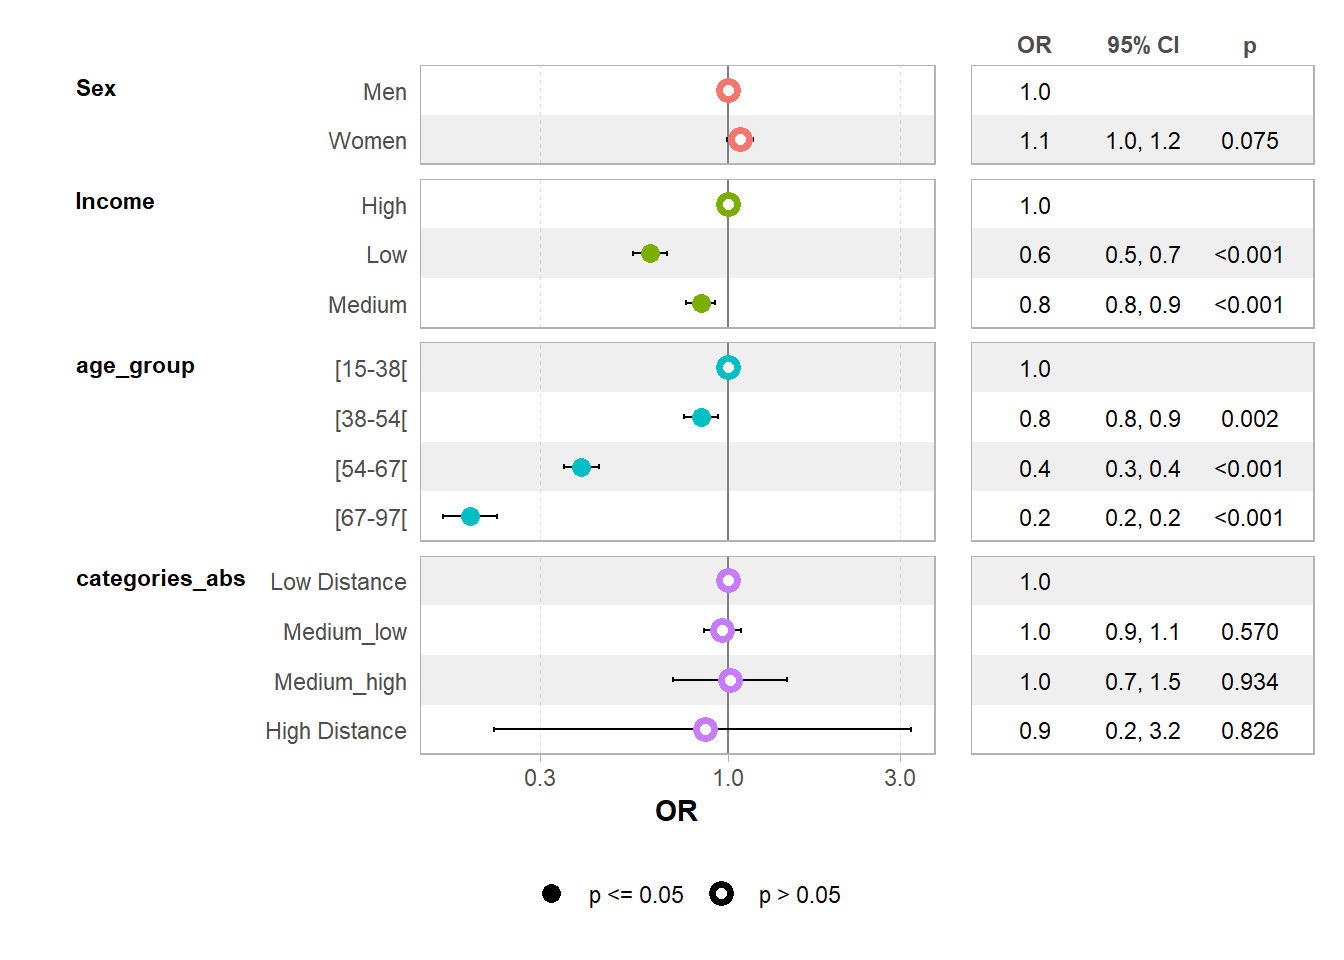 OR 95% CI p
Sex Men 1.0
Women 1.1 1.0, 1.2 0.075
Income High 1.0
Low 0.6 0.5, 0.7 <0.001
Medium 0.8 0.8, 0.9 <0.001
age_group [15-38[ 1.0
[38-54[ 0.8 0.8, 0.9 0.002
[54-67[ 0.4 0.3, 0.4 <0.001
[67-97[ 0.2 0.2, 0.2 <0.001
categories_abs Low Distance 1.0
Medium_low 1.0 0.9, 1.1 0.570
Medium_high 1.0 0.7, 1.5 0.934
High Distance 0.9 0.2, 3.2 0.826
0.3 1.0 3.0
OR
p <= 0.05 p > 0.05